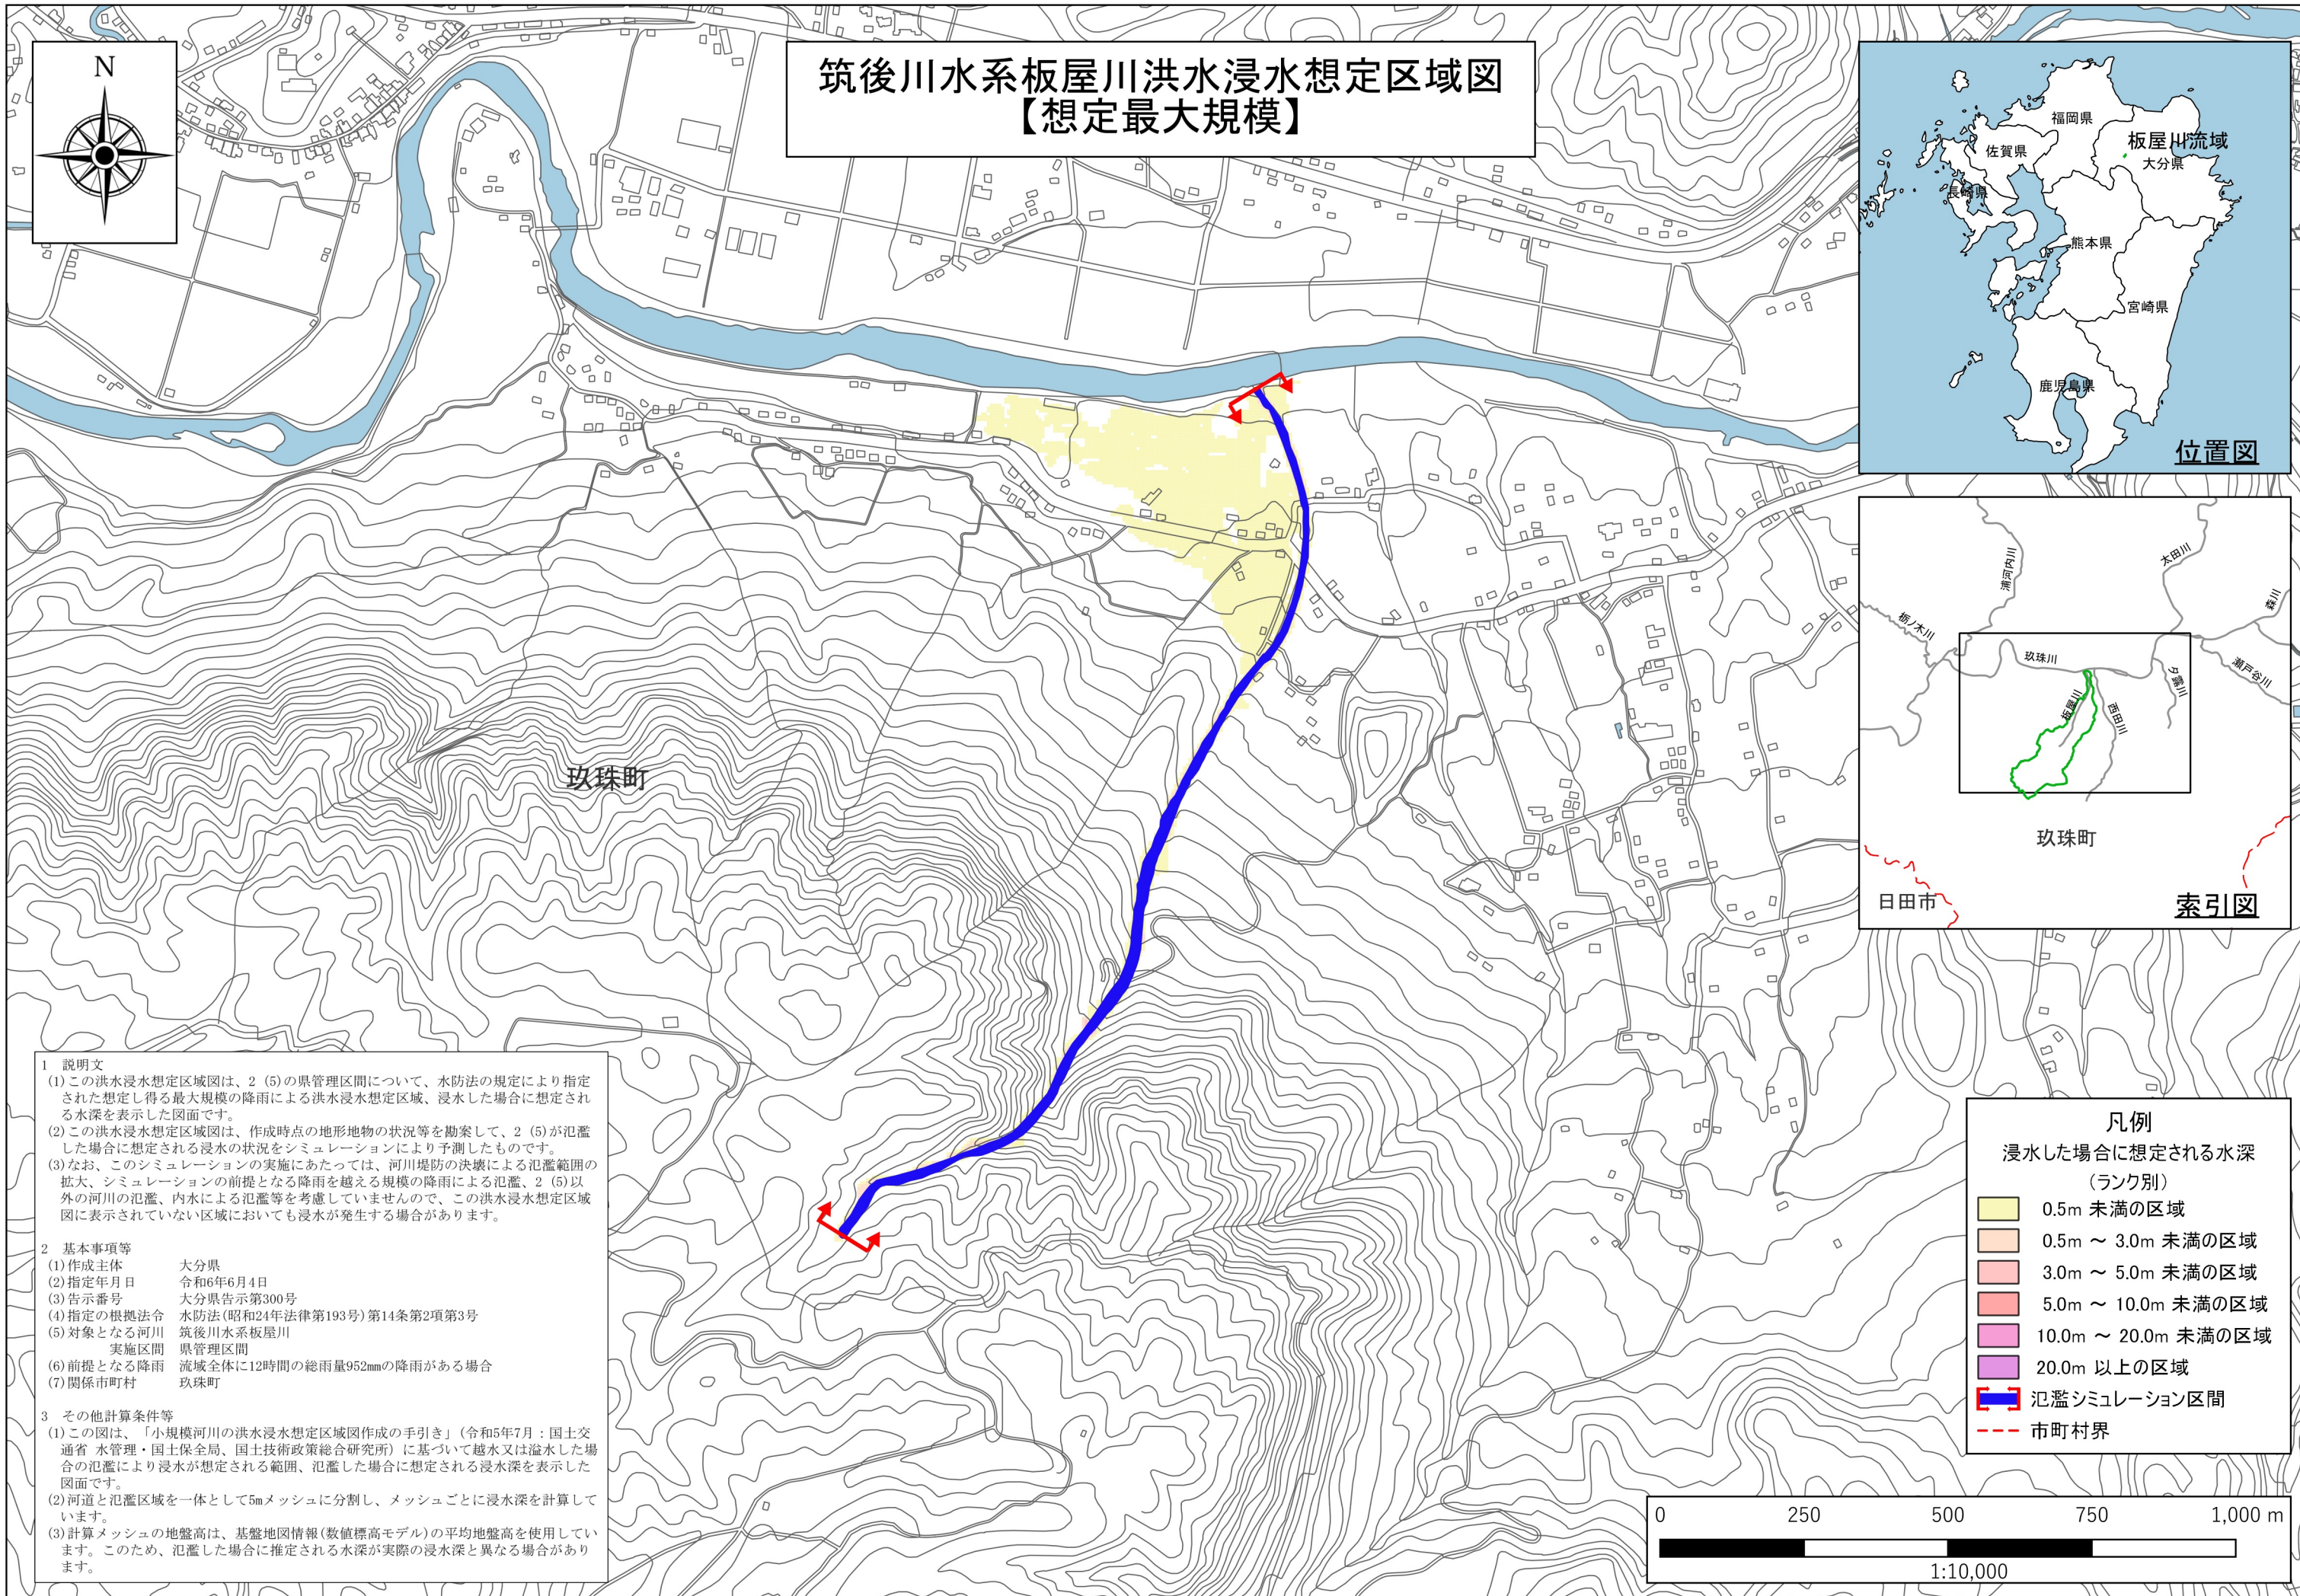 N
筑後川水系板屋川洪水浸水想定区域図
【想定最大規模】
福岡県
板屋川流域
佐賀県
大分県
長崎県
熊本県
宮崎県
鹿児島県
位置図
浦河内川
太田川
森川
栃ノ木川
玖珠川
瀬戸谷川
夕露川
板屋川
西田川
玖珠町
日田市
索引図
玖珠町
1 説明文
(1)この洪水浸水想定区域図は、2 (5)の県管理区間について、水防法の規定により指定
された想定し得る最大規模の降雨による洪水浸水想定区域、浸水した場合に想定され
る水深を表示した図面です。
(2)この洪水浸水想定区域図は、作成時点の地形地物の状況等を勘案して、2 (5)が氾濫
した場合に想定される浸水の状況をシミュレーションにより予測したものです。
(3)なお、このシミュレーションの実施にあたっては、河川堤防の決壊による氾濫範囲の
拡大、シミュレーションの前提となる降雨を越える規模の降雨による氾濫、2 (5)以
外の河川の氾濫、内水による氾濫等を考慮していませんので、この洪水浸水想定区域
図に表示されていない区域においても浸水が発生する場合があります。
2 基本事項等
(1)作成主体 大分県
(2)指定年月日 令和6年6月4日
(3)告示番号 大分県告示第300号
(4)指定の根拠法令 水防法(昭和24年法律第193号)第14条第2項第3号
(5)対象となる河川 筑後川水系板屋川
実施区間 県管理区間
(6)前提となる降雨 流域全体に12時間の総雨量952mmの降雨がある場合
(7)関係市町村 玖珠町
3 その他計算条件等
(1)この図は、「小規模河川の洪水浸水想定区域図作成の手引き」(令和5年7月:国土交
通省 水管理・国土保全局、国土技術政策総合研究所)に基づいて越水又は溢水した場
合の氾濫により浸水が想定される範囲、氾濫した場合に想定される浸水深を表示した
図面です。
(2)河道と氾濫区域を一体として5mメッシュに分割し、メッシュごとに浸水深を計算して
います。
(3)計算メッシュの地盤高は、基盤地図情報(数値標高モデル)の平均地盤高を使用してい
ます。このため、氾濫した場合に推定される水深が実際の浸水深と異なる場合があり
ます。
凡例
浸水した場合に想定される水深
(ランク別)
0.5m 未満の区域
0.5m ～ 3.0m 未満の区域
3.0m ～ 5.0m 未満の区域
5.0m ～ 10.0m 未満の区域
10.0m ～ 20.0m 未満の区域
20.0m 以上の区域
氾濫シミュレーション区間
市町村界
0 250 500 750 1,000 m
1:10,000